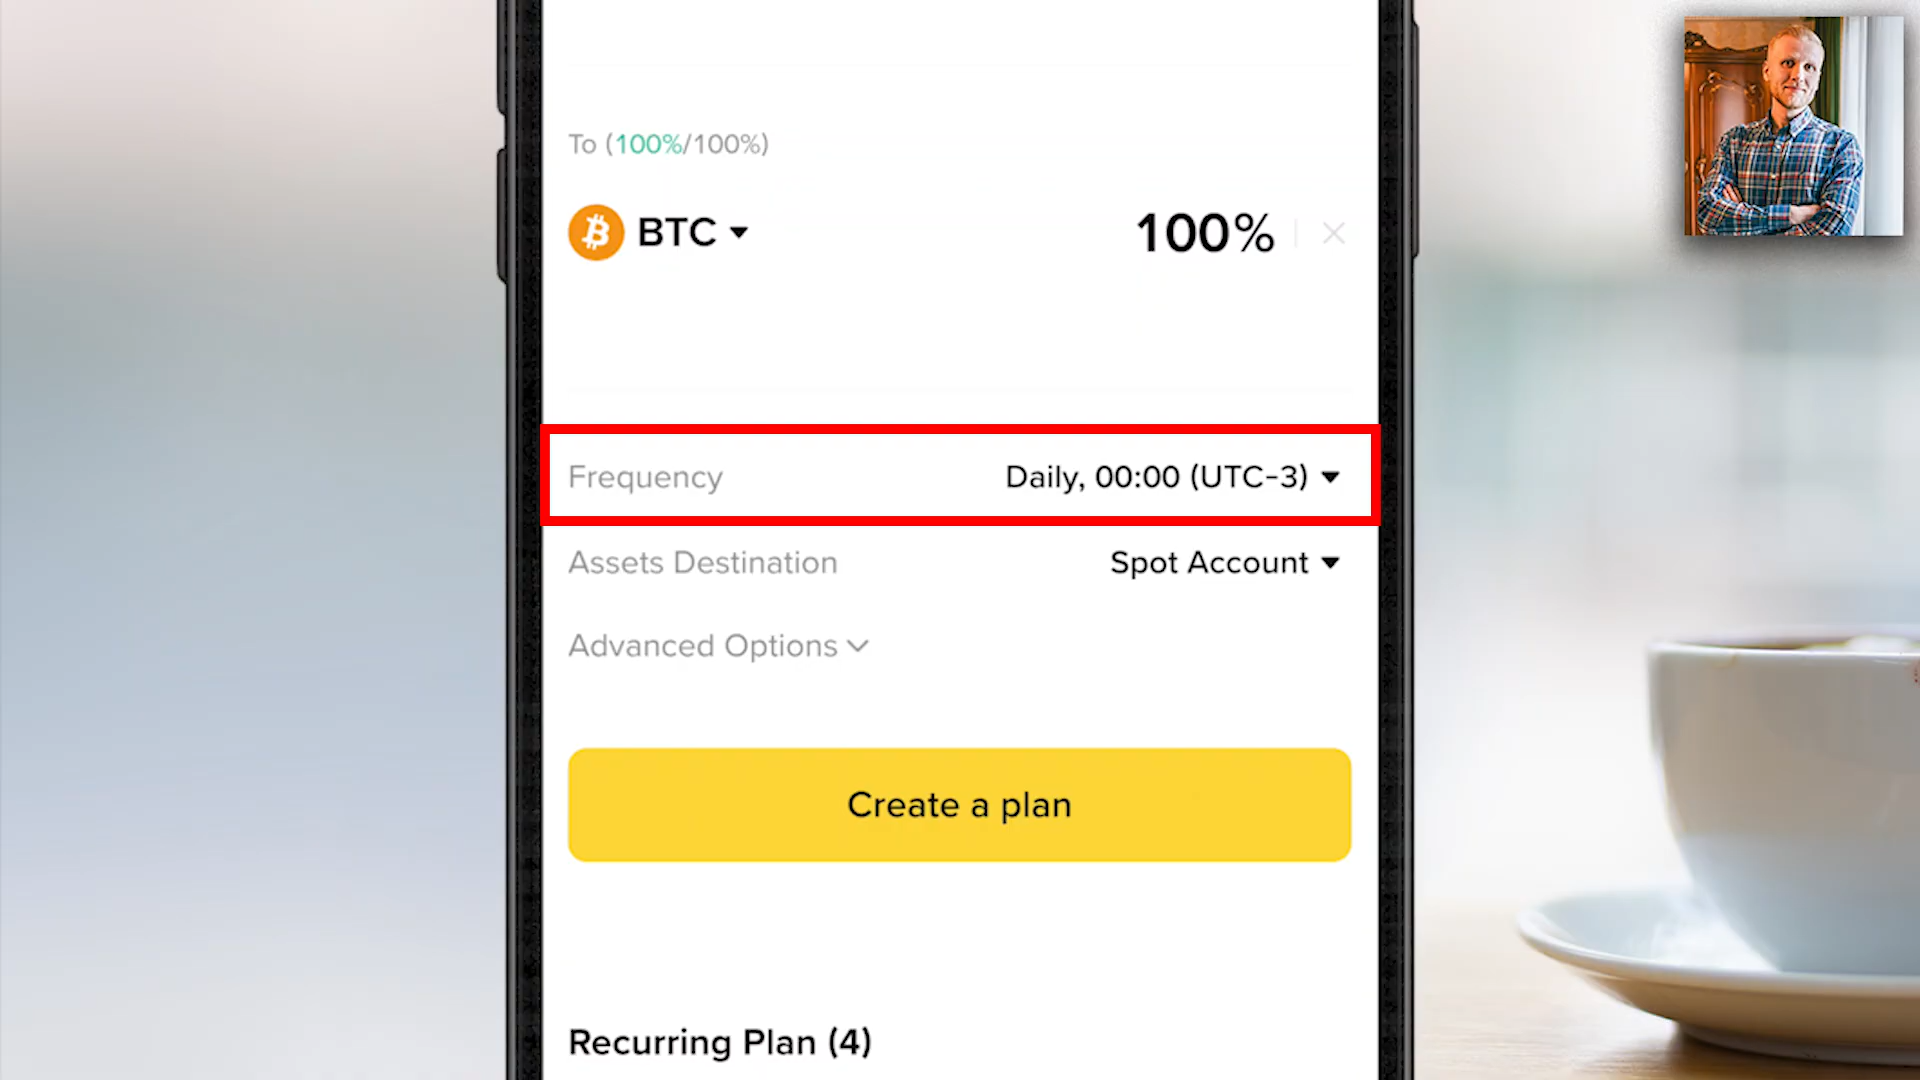 To (100%/100%)
BTC 100%
Frequency Daily, 00:00 (UTC-3)
Assets Destination Spot Account
Advanced Options
Create a plan
Recurring Plan (4)